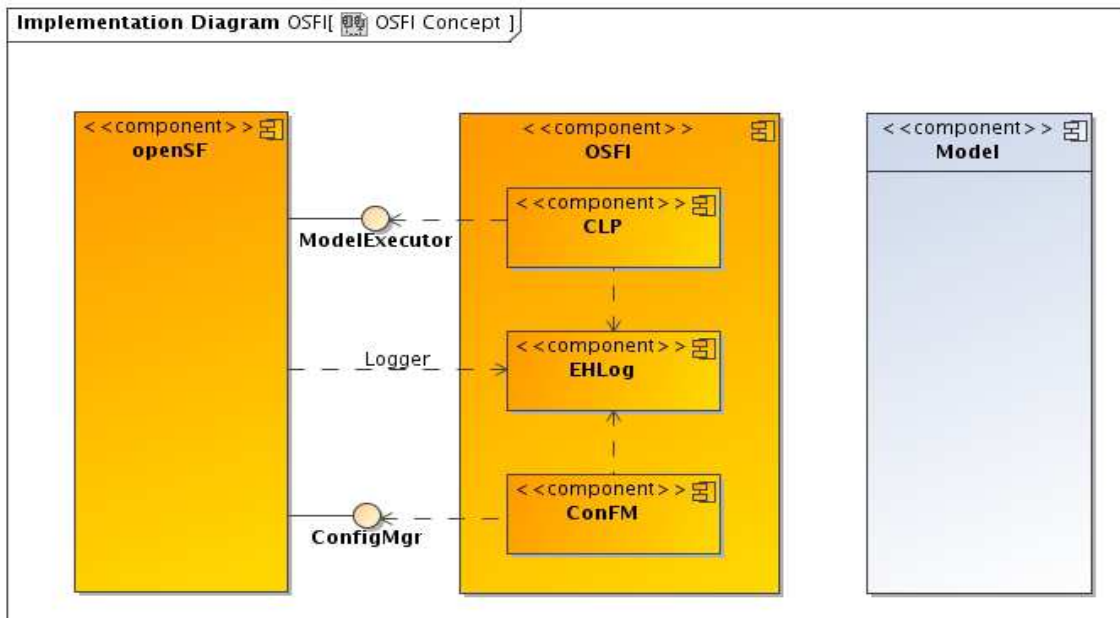 Implementation Diagram OSFI[ OSFI Concept ]
< <component> >
openSF
< <component> >
OSFI
< <component> >
Model
< <component> >
CLP
ModelExecutor
Logger
< <component> >
EHLog
< <component> >
ConFM
ConfigMgr